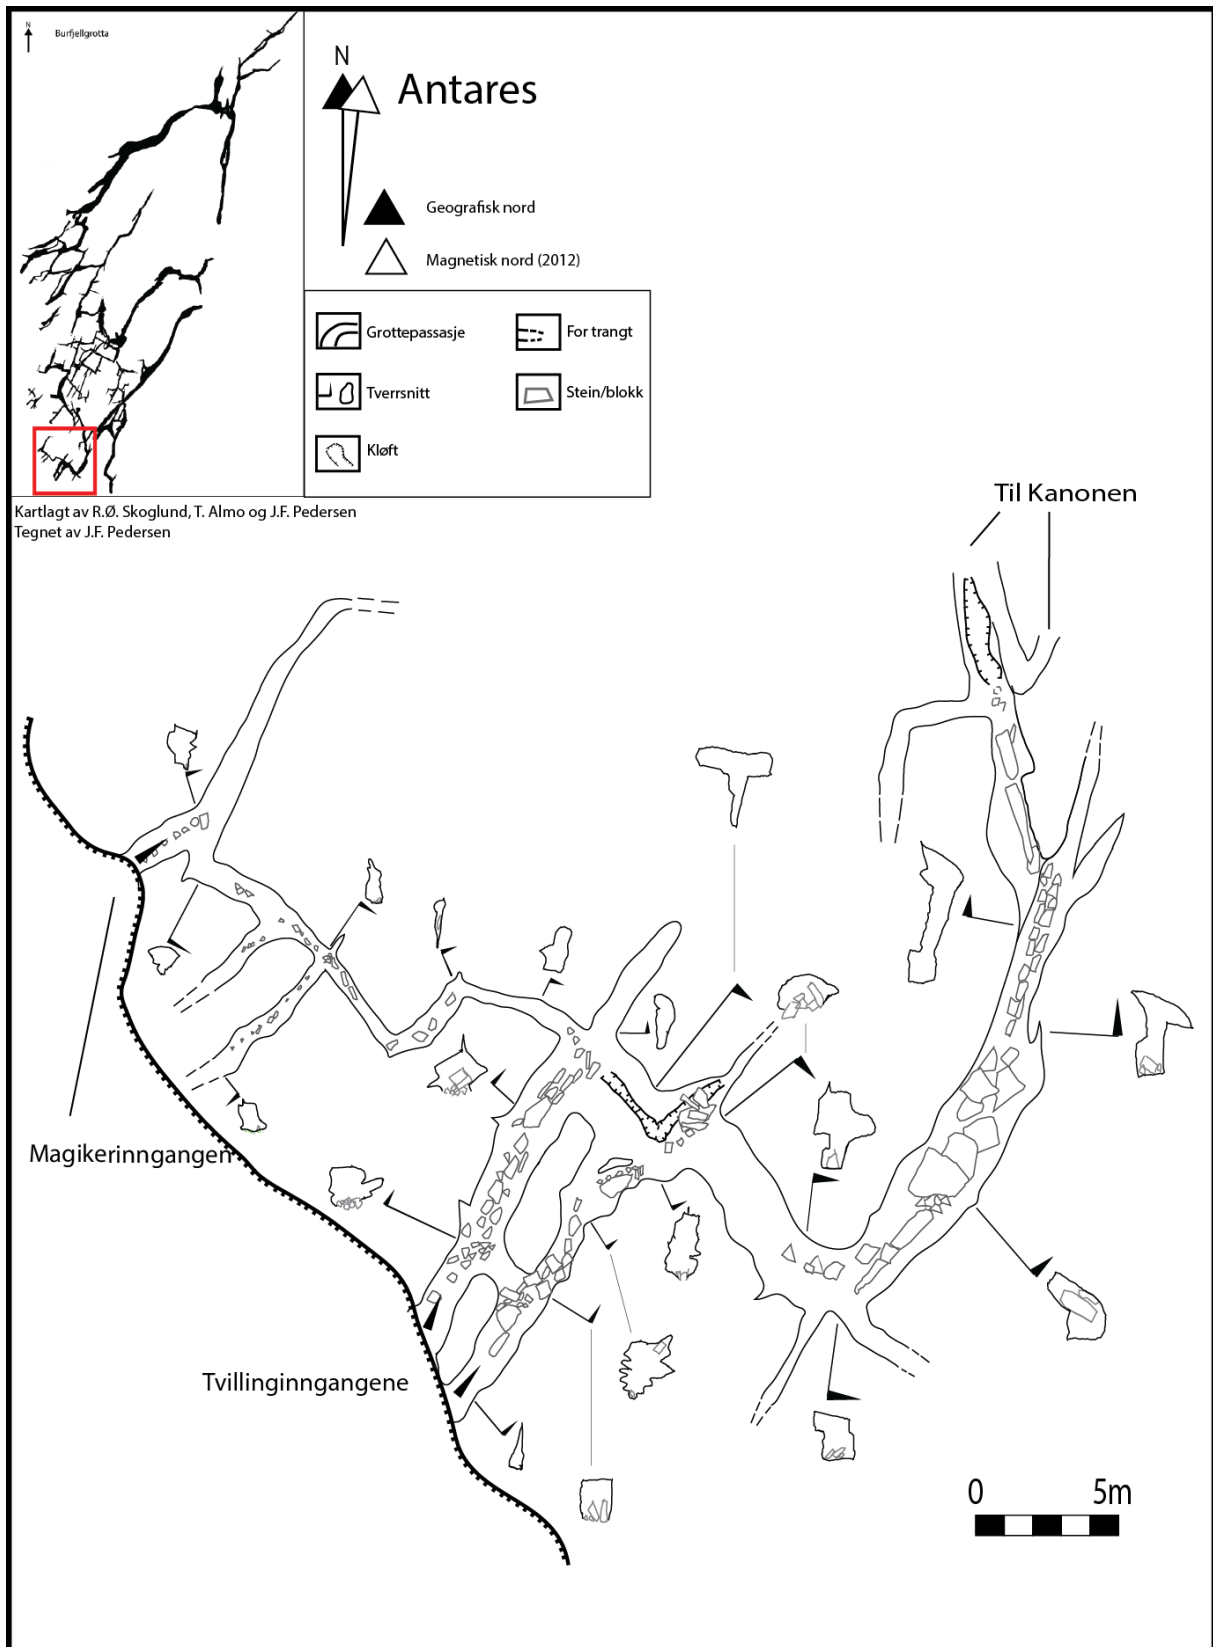 N
Burfjellgrotta
N
Antares
Geografisk nord
Magnetisk nord (2012)
Grottepassasje
For trangt
Tverrsnitt
Stein/blokk
Kløft
Kartlagt av R.Ø. Skoglund, T. Almo og J.F. Pedersen
Tegnet av J.F. Pedersen
Til Kanonen
Magikerinngangen
Tvillinginngangene
0 5m